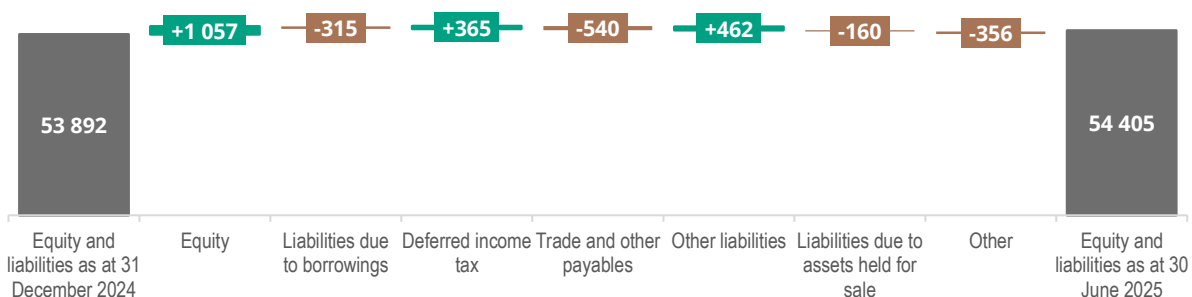 +1 057
-315
+365
-540
+462
-160
-356
53 892
54 405
Equity and
liabilities as at 31
December 2024
Equity
Liabilities due
to borrowings
Deferred income
tax
Trade and other
payables
Other liabilities
Liabilities due to
assets held for
sale
Other
Equity and
liabilities as at 30
June 2025